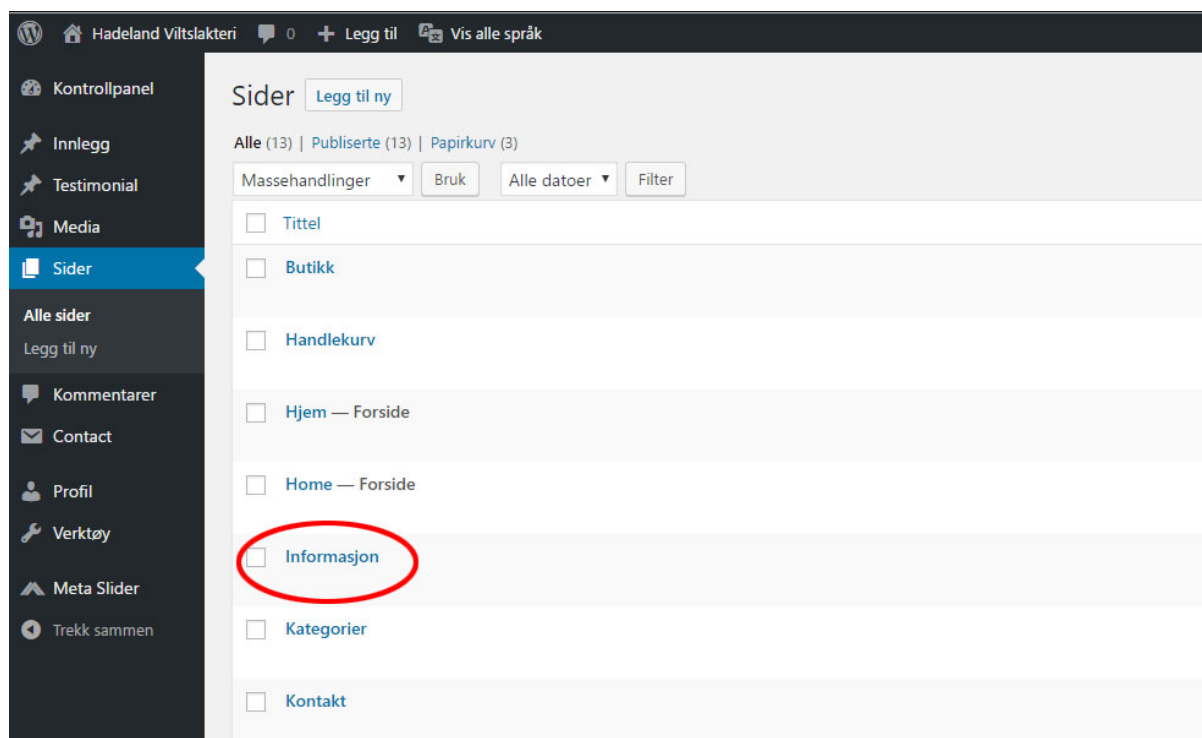 Hadeland Viltslakteri 0 Legg til Vis alle språk
Kontrollpanel
Innlegg
Testimonial
Media
Sider
Alle sider
Legg til ny
Kommentarer
Contact
Profil
Verktøy
Meta Slider
Trekk sammen
Sider Legg til ny
Alle (13) | Publiserte (13) | Papirkurv (3)
Massehandlinger Bruk Alle datoer Filter
Tittel
Butikk
Handlekurv
Hjem — Forside
Home — Forside
Informasjon
Kategorier
Kontakt